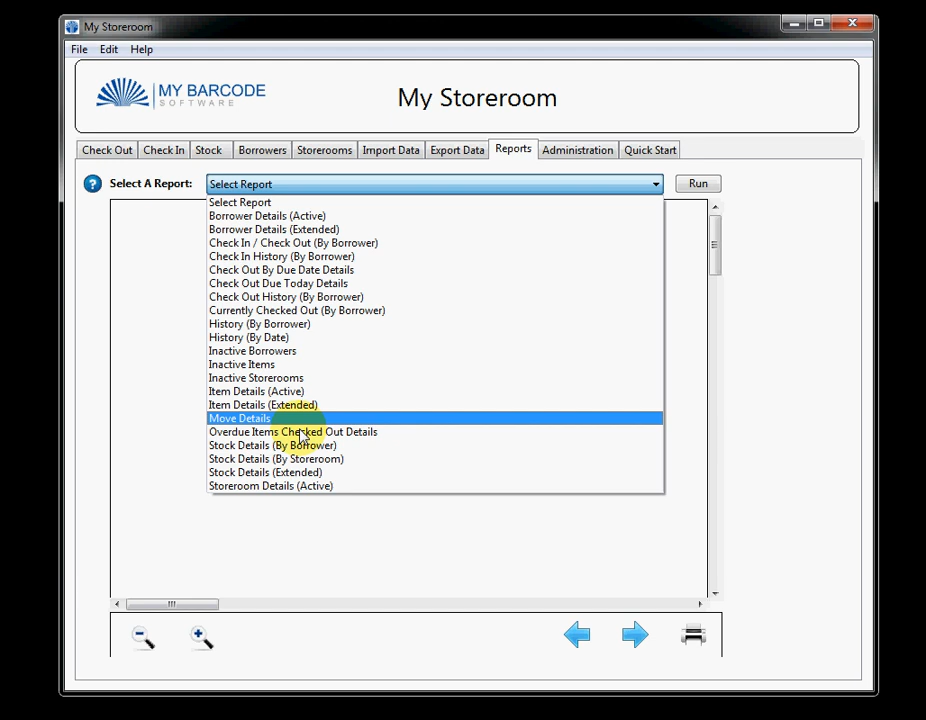 My Storeroom
File Edit Help
MY BARCODE
SOFTWARE
My Storeroom
Check Out Check In Stock Borrowers Storerooms Import Data Export Data Reports Administration Quick Start
? Select A Report: Select Report Run
Select Report
Borrower Details (Active)
Borrower Details (Extended)
Check In / Check Out (By Borrower)
Check In History (By Borrower)
Check Out By Due Date Details
Check Out Due Today Details
Check Out History (By Borrower)
Currently Checked Out (By Borrower)
History (By Borrower)
History (By Date)
Inactive Borrowers
Inactive Items
Inactive Storerooms
Item Details (Active)
Item Details (Extended)
Move Details
Overdue Items Checked Out Details
Stock Details (By Borrower)
Stock Details (By Storeroom)
Stock Details (Extended)
Storeroom Details (Active)